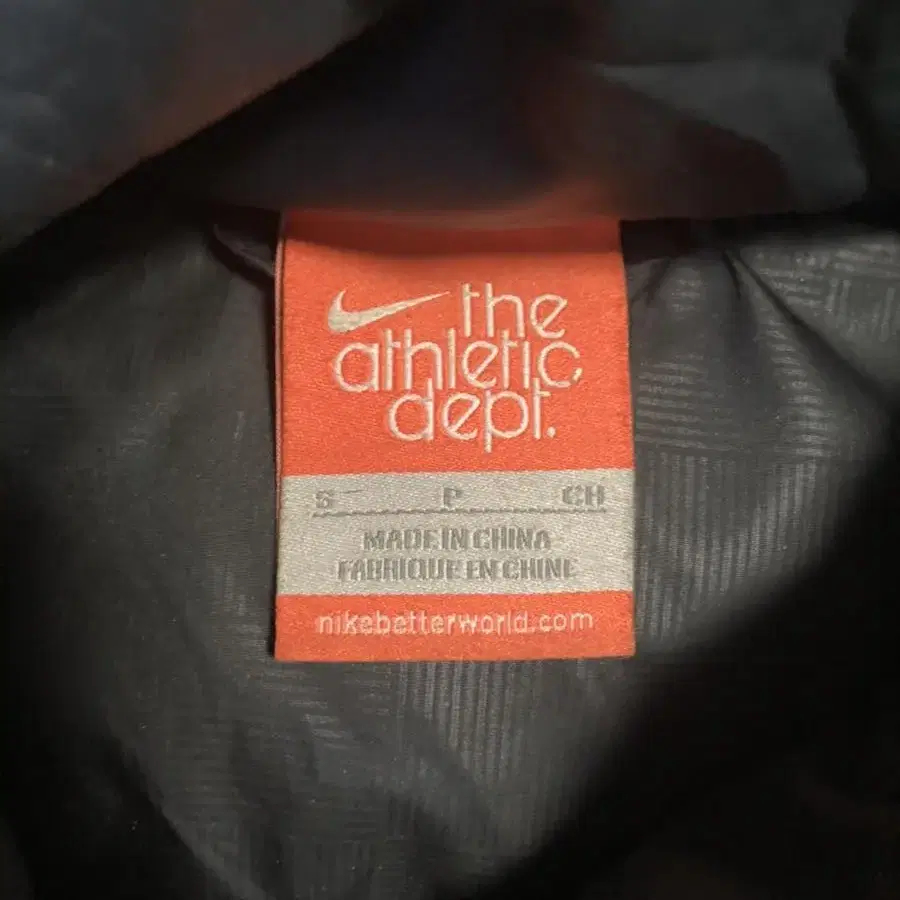 the
athletic
dept.
S P CH
MADE IN CHINA
FABRIQUE EN CHINE
nikebetterworld.com